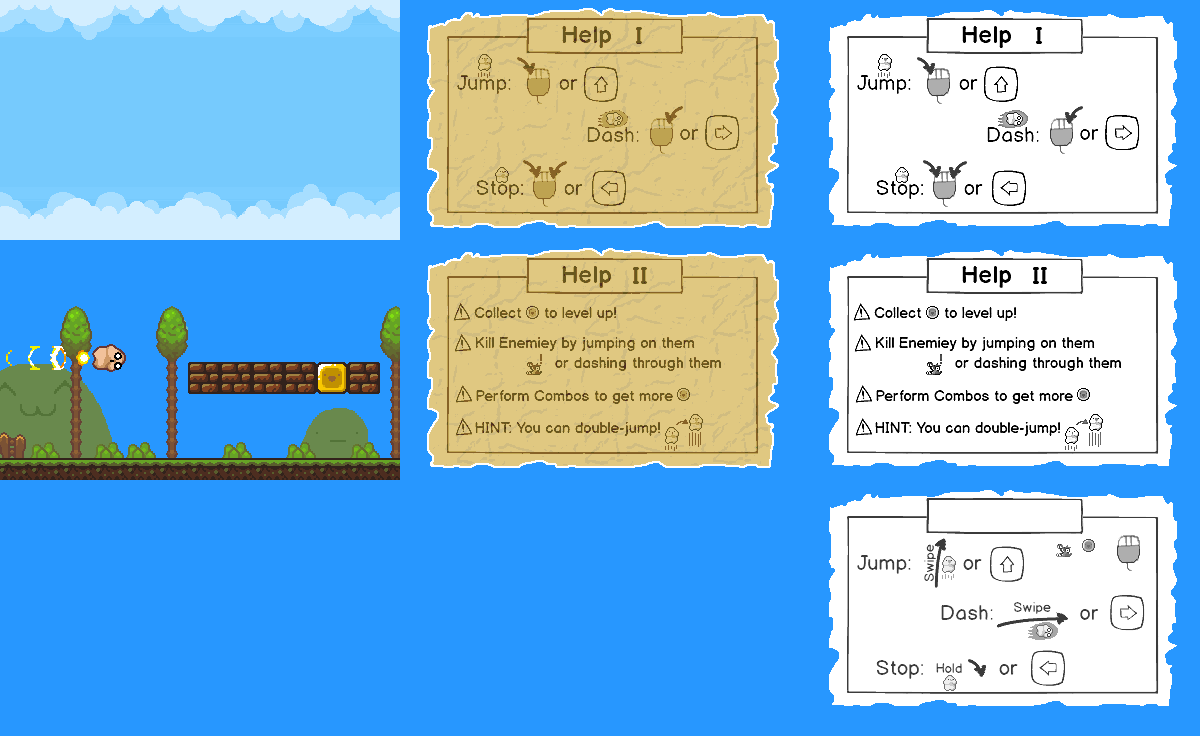 Help I
Jump: or
Dash: or
Stop: or
Help I
Jump: or
Dash: or
Stop: or
Help II
Collect to level up!
Kill Enemiey by jumping on them
or dashing through them
Perform Combos to get more
HINT: You can double-jump!
Help II
Collect to level up!
Kill Enemiey by jumping on them
or dashing through them
Perform Combos to get more
HINT: You can double-jump!
Jump: Swipe or
Dash: Swipe or
Stop: Hold or